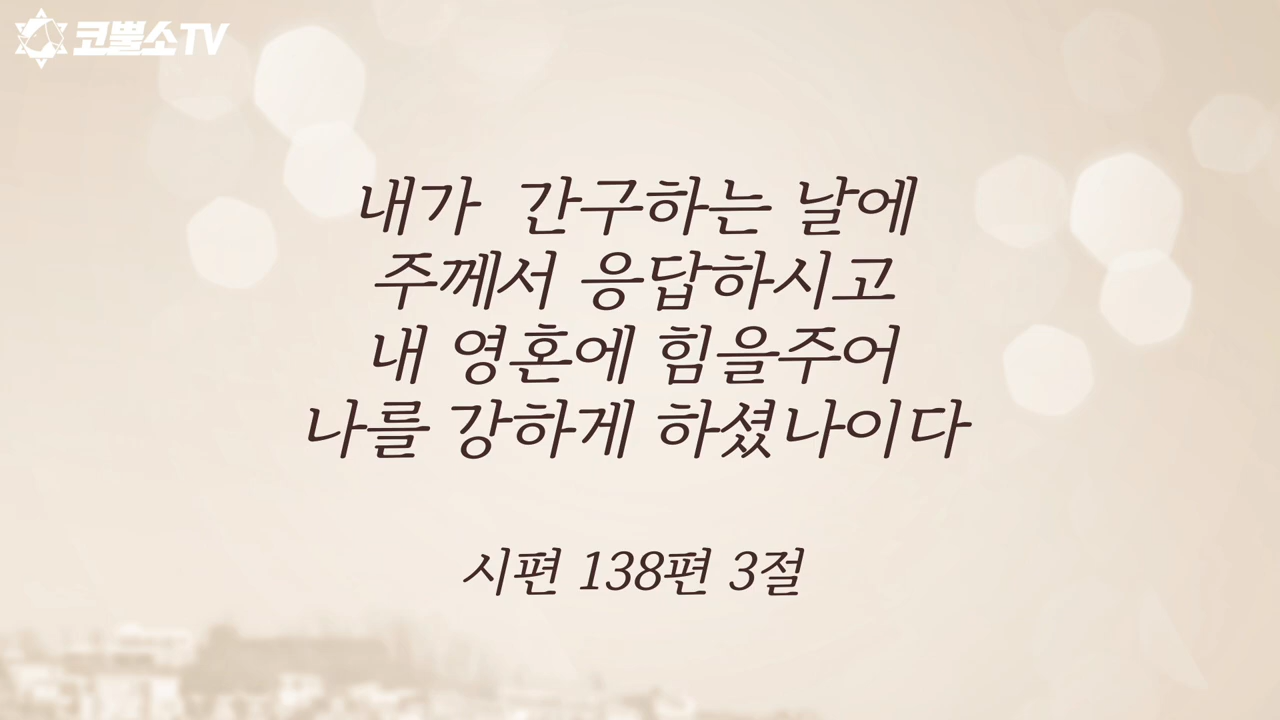 코뿔소TV
내가 간구하는 날에
주께서 응답하시고
내 영혼에 힘을주어
나를 강하게 하셨나이다
시편 138편 3절